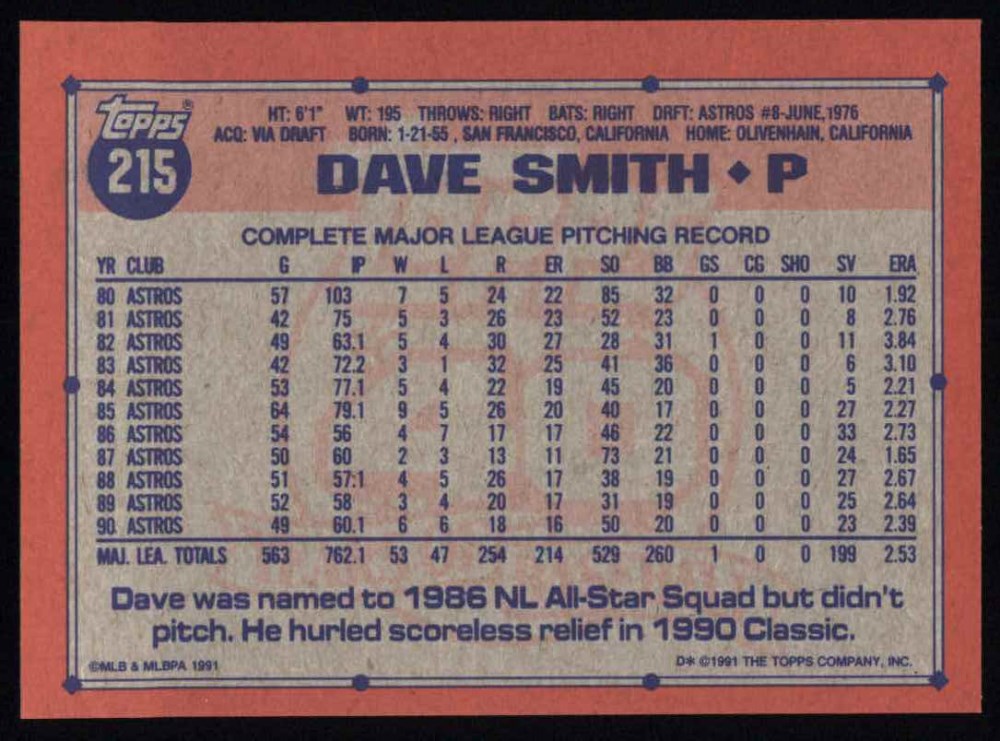 Topps®
215
HT: 6'1" WT: 195 THROWS: RIGHT BATS: RIGHT DRFT: ASTROS #8-JUNE,1976
ACQ: VIA DRAFT BORN: 1-21-55, SAN FRANCISCO, CALIFORNIA HOME: OLIVENHAIN, CALIFORNIA
DAVE SMITH ♦ P
COMPLETE MAJOR LEAGUE PITCHING RECORD
YR CLUB G IP W L R ER SO BB GS CG SHO SV ERA
80 ASTROS 57 103 7 5 24 22 85 32 0 0 0 10 1.92
81 ASTROS 42 75 5 3 26 23 52 23 0 0 0 8 2.76
82 ASTROS 49 63.1 5 4 30 27 28 31 1 0 0 11 3.84
83 ASTROS 42 72.2 3 1 32 25 41 36 0 0 0 6 3.10
84 ASTROS 53 77.1 5 4 22 19 45 20 0 0 0 5 2.21
85 ASTROS 64 79.1 9 5 26 20 40 17 0 0 0 27 2.27
86 ASTROS 54 56 4 7 17 17 46 22 0 0 0 33 2.73
87 ASTROS 50 60 2 3 13 11 73 21 0 0 0 24 1.65
88 ASTROS 51 57.1 4 5 26 17 38 19 0 0 0 27 2.67
89 ASTROS 52 58 3 4 20 17 31 19 0 0 0 25 2.64
90 ASTROS 49 60.1 6 6 18 16 50 20 0 0 0 23 2.39
MAJ. LEA. TOTALS 563 762.1 53 47 254 214 529 260 1 0 0 199 2.53
Dave was named to 1986 NL All-Star Squad but didn't
pitch. He hurled scoreless relief in 1990 Classic.
©MLB & MLBPA 1991
D* ©1991 THE TOPPS COMPANY, INC.